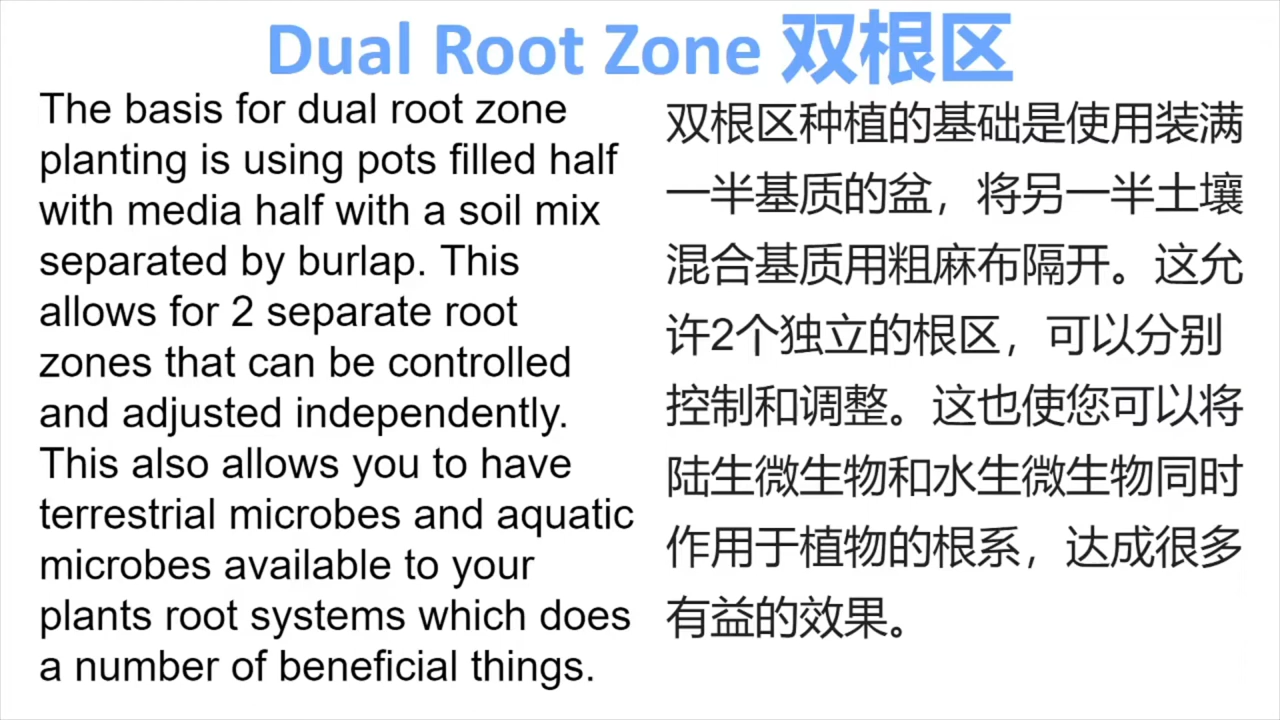 Dual Root Zone 双根区
The basis for dual root zone
planting is using pots filled half
with media half with a soil mix
separated by burlap. This
allows for 2 separate root
zones that can be controlled
and adjusted independently.
This also allows you to have
terrestrial microbes and aquatic
microbes available to your
plants root systems which does
a number of beneficial things.
双根区种植的基础是使用装满
一半基质的盆，将另一半土壤
混合基质用粗麻布隔开。这允
许2个独立的根区，可以分别
控制和调整。这也使您可以将
陆生微生物和水生微生物同时
作用于植物的根系，达成很多
有益的效果。